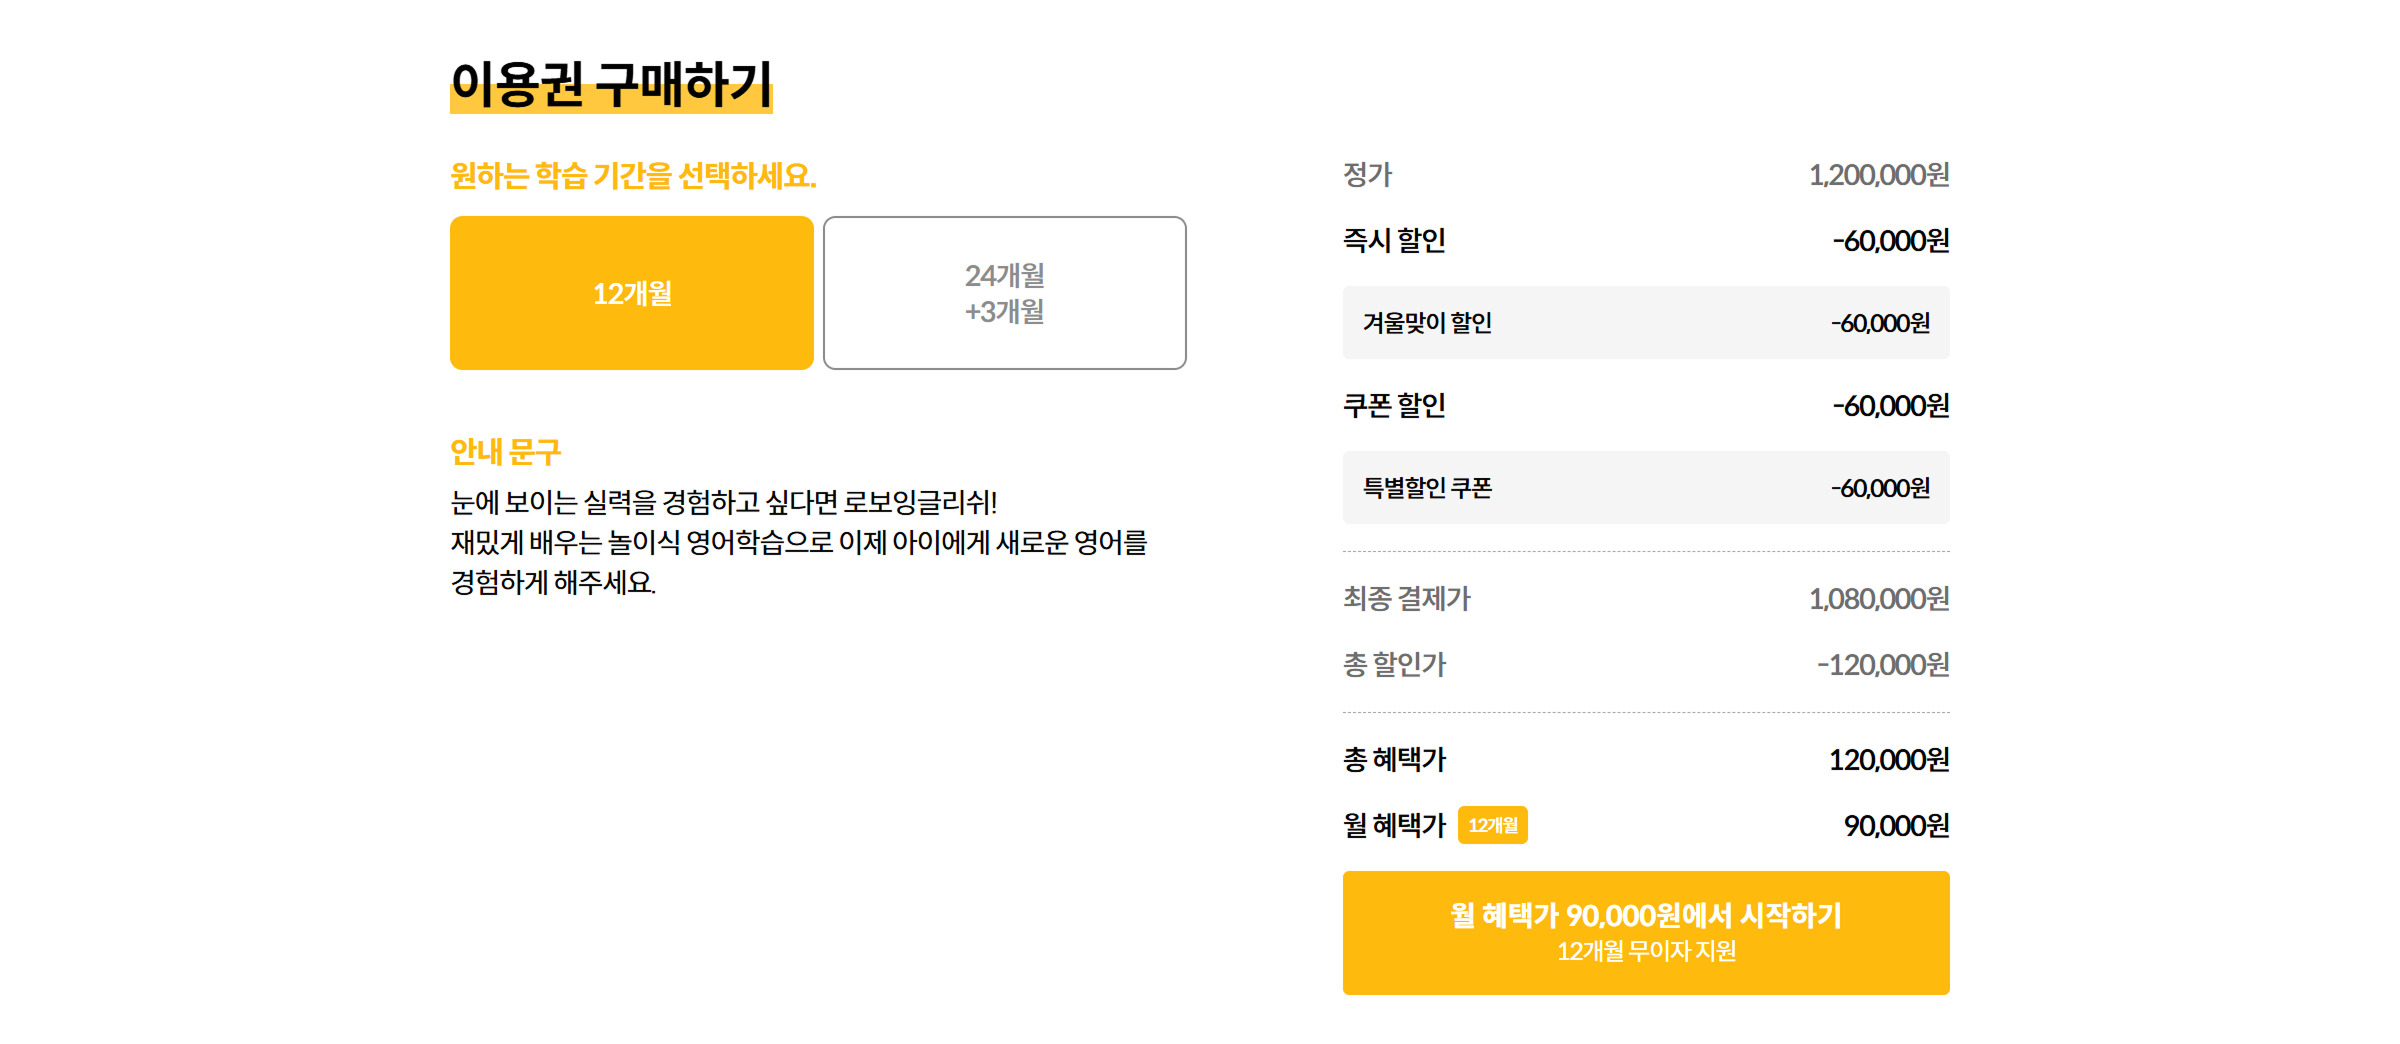 이용권 구매하기
원하는 학습 기간을 선택하세요.
12개월
24개월
+3개월
안내 문구
눈에 보이는 실력을 경험하고 싶다면 로보잉글리쉬!
재밌게 배우는 놀이식 영어학습으로 이제 아이에게 새로운 영어를
경험하게 해주세요.
정가 1,200,000원
즉시 할인 -60,000원
겨울맞이 할인 -60,000원
쿠폰 할인 -60,000원
특별할인 쿠폰 -60,000원
최종 결제가 1,080,000원
총 할인가 -120,000원
총 혜택가 120,000원
월 혜택가 12개월 90,000원
월 혜택가 90,000원에서 시작하기
12개월 무이자 지원